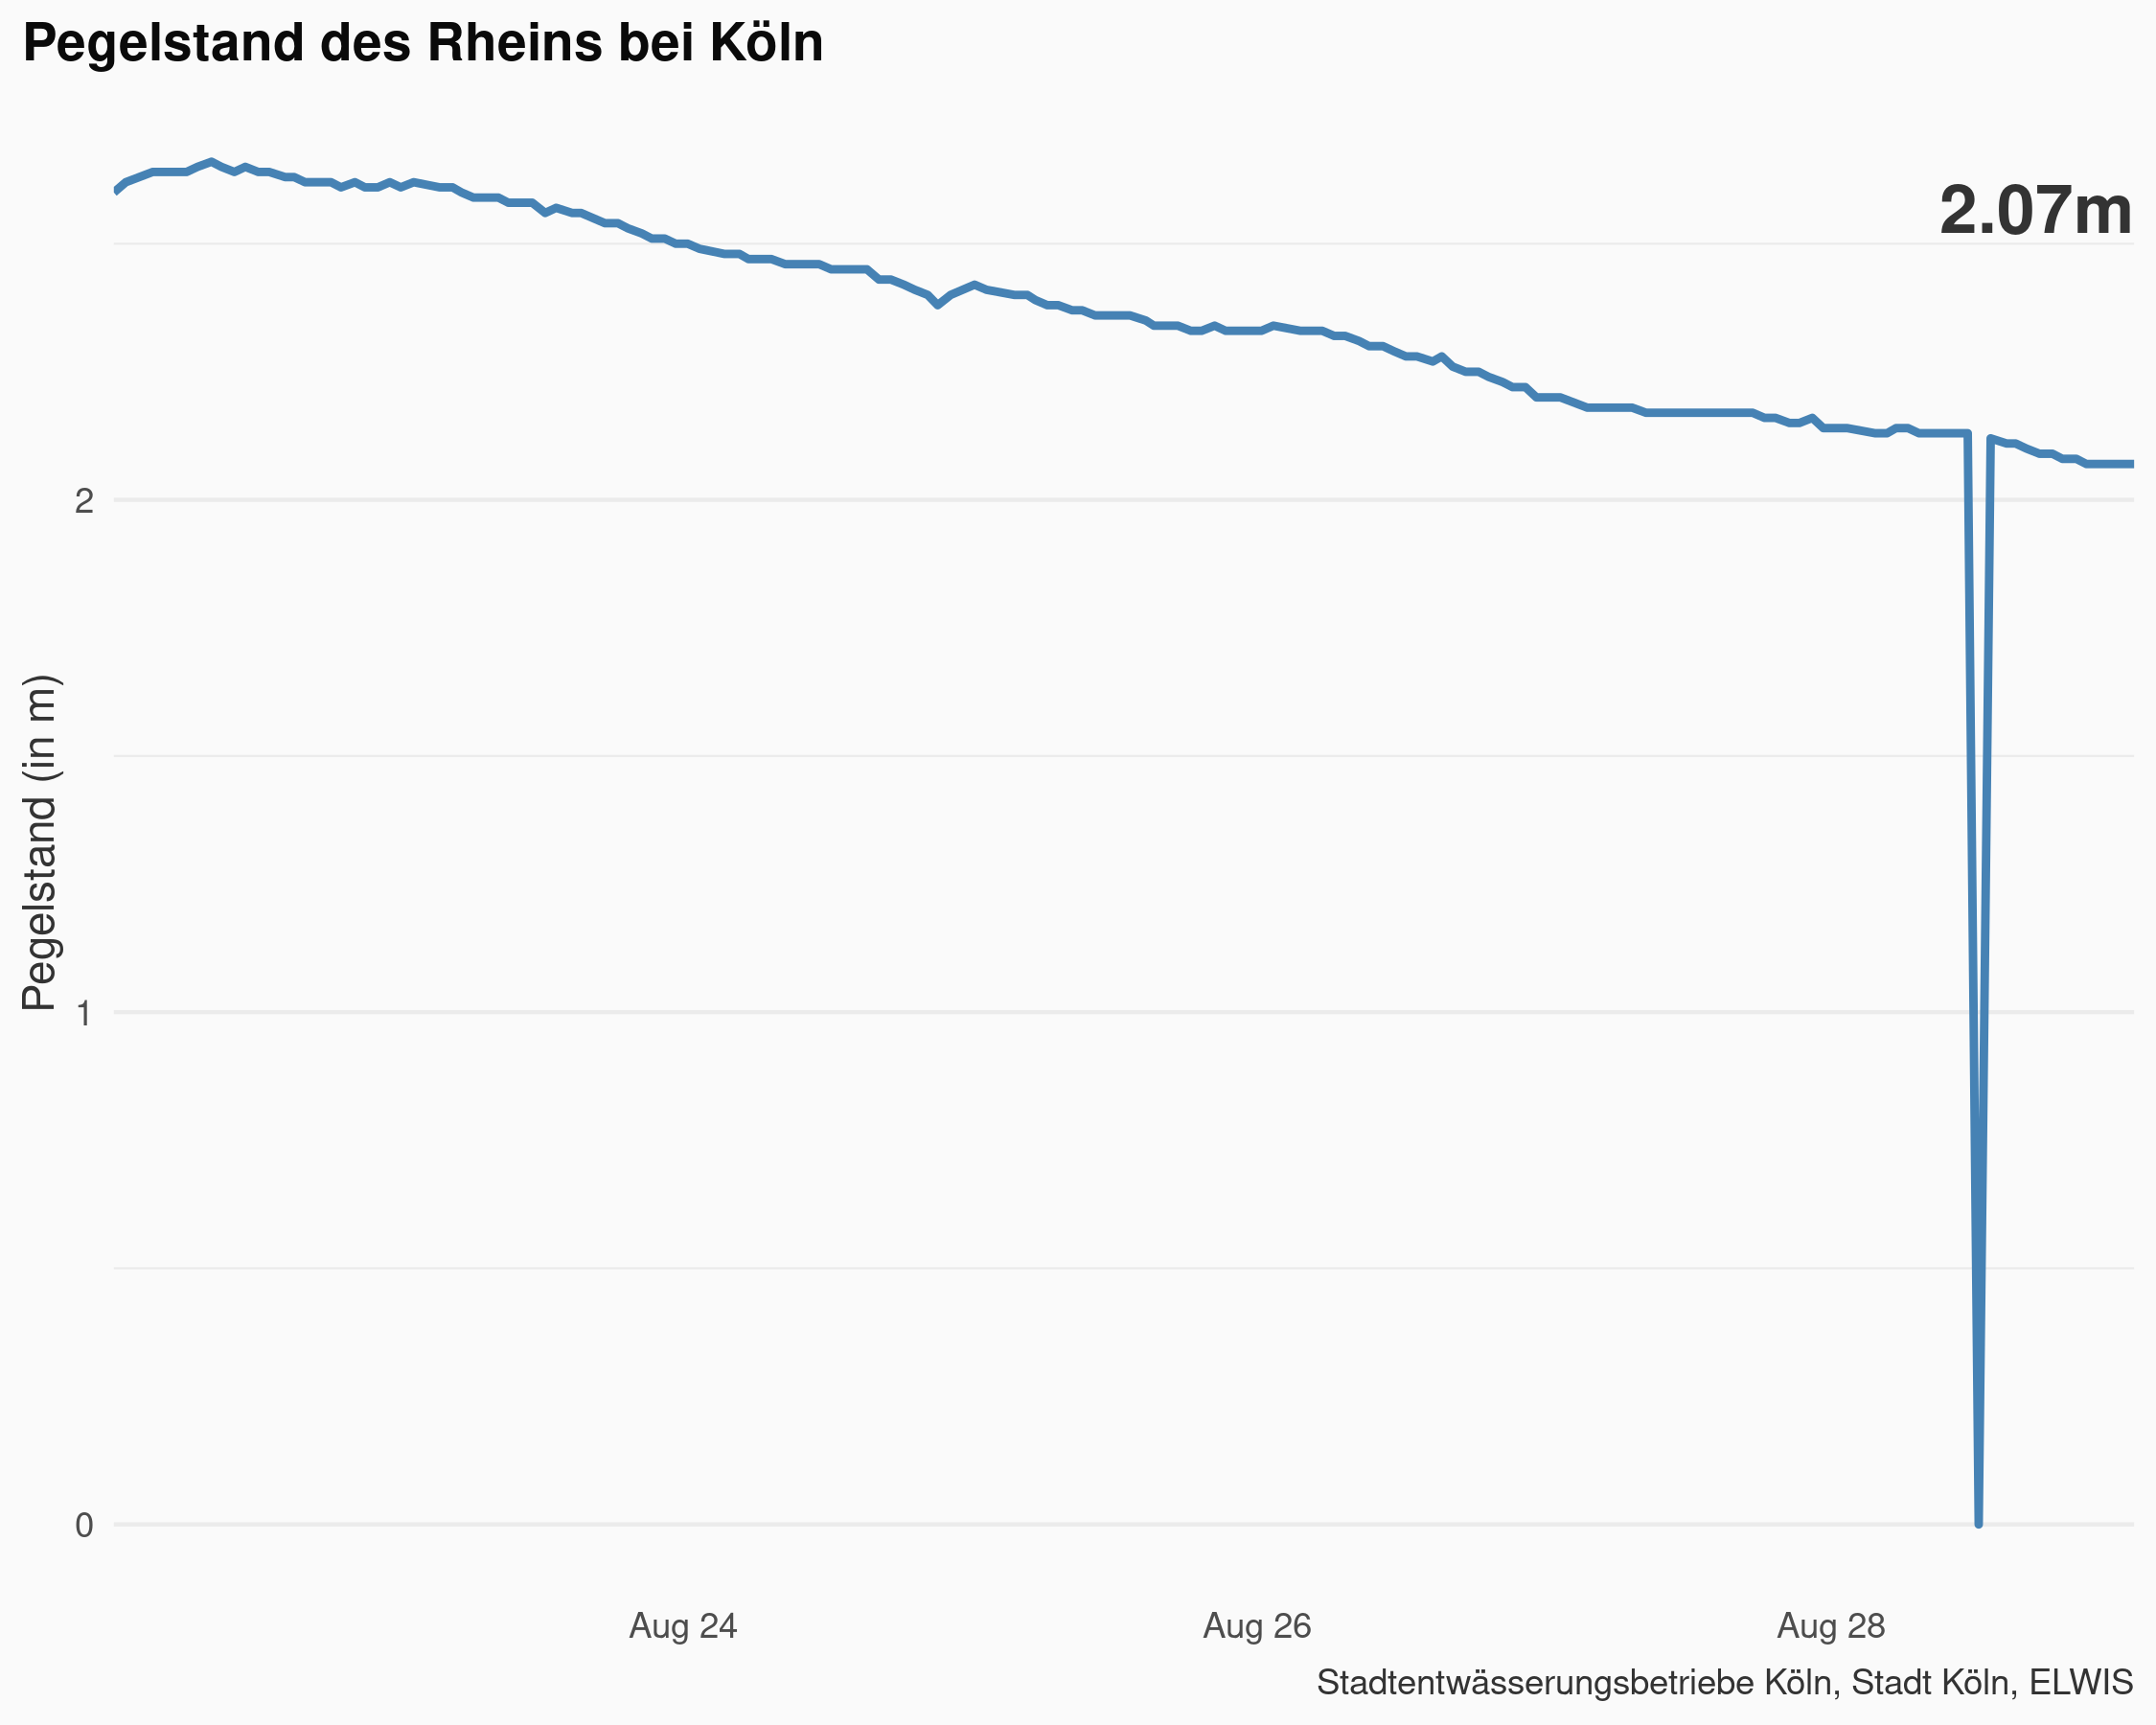 Pegelstand des Rheins bei Köln
2.07m
Pegelstand (in m)
2
1
0
Aug 24
Aug 26
Aug 28
Stadtentwässerungsbetriebe Köln, Stadt Köln, ELWIS